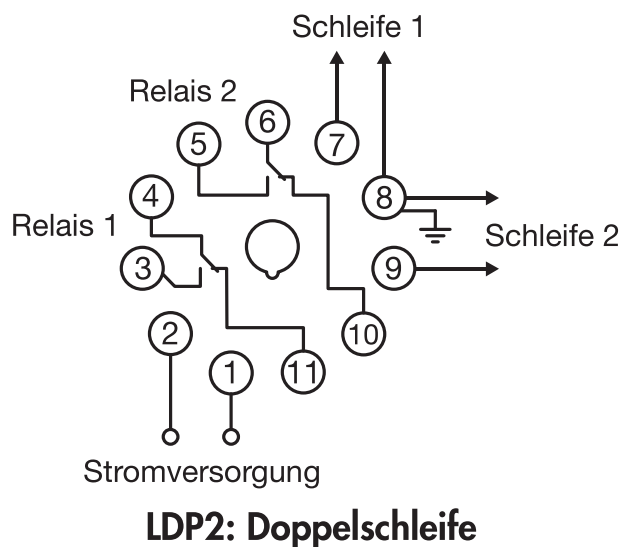 Schleife 1
Relais 2
6
5
7
4
8
Relais 1
Schleife 2
3
9
2
10
1
11
Stromversorgung
LDP2: Doppelschleife